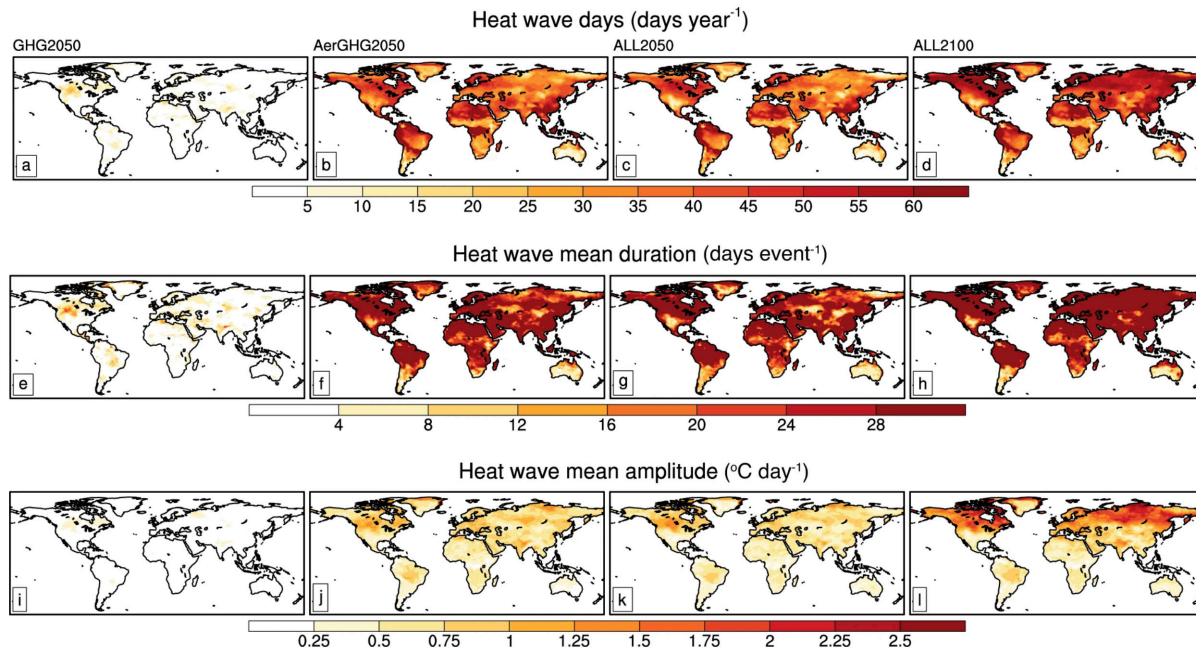 Heat wave days (days year-1)
GHG2050 AerGHG2050 ALL2050 ALL2100
a b c d
5 10 15 20 25 30 35 40 45 50 55 60
Heat wave mean duration (days event-1)
e f g h
4 8 12 16 20 24 28
Heat wave mean amplitude (oC day-1)
i j k l
0.25 0.5 0.75 1 1.25 1.5 1.75 2 2.25 2.5